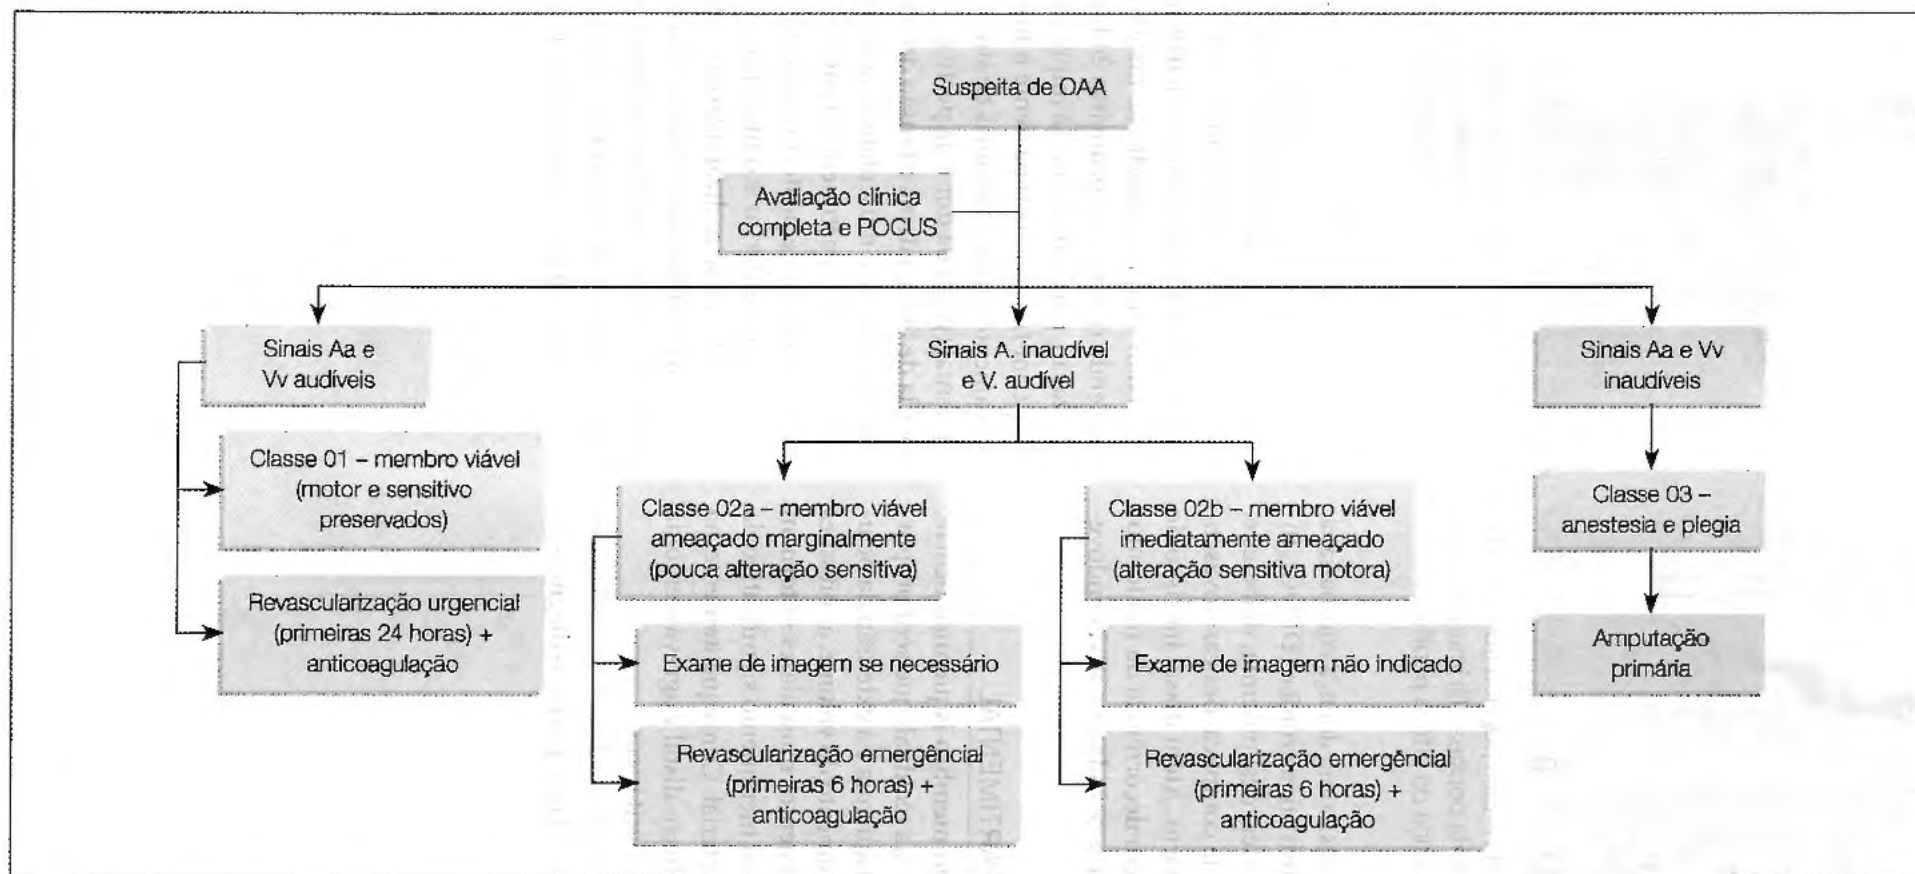 Suspeita de OAA
Avaliação clínica
completa e POCUS
Sinais Aa e
Vv audíveis
Sinais A. inaudível
e V. audível
Sinais Aa e Vv
inaudíveis
Classe 01 – membro viável
(motor e sensitivo
preservados)
Revascularização urgencial
(primeiras 24 horas) +
anticoagulação
Classe 02a – membro viável
ameaçado marginalmente
(pouca alteração sensitiva)
Exame de imagem se necessário
Revascularização emergêncial
(primeiras 6 horas) +
anticoagulação
Classe 02b – membro viável
imediatamente ameaçado
(alteração sensitiva motora)
Exame de imagem não indicado
Revascularização emergêncial
(primeiras 6 horas) +
anticoagulação
Classe 03 –
anestesia e plegia
Amputação
primária